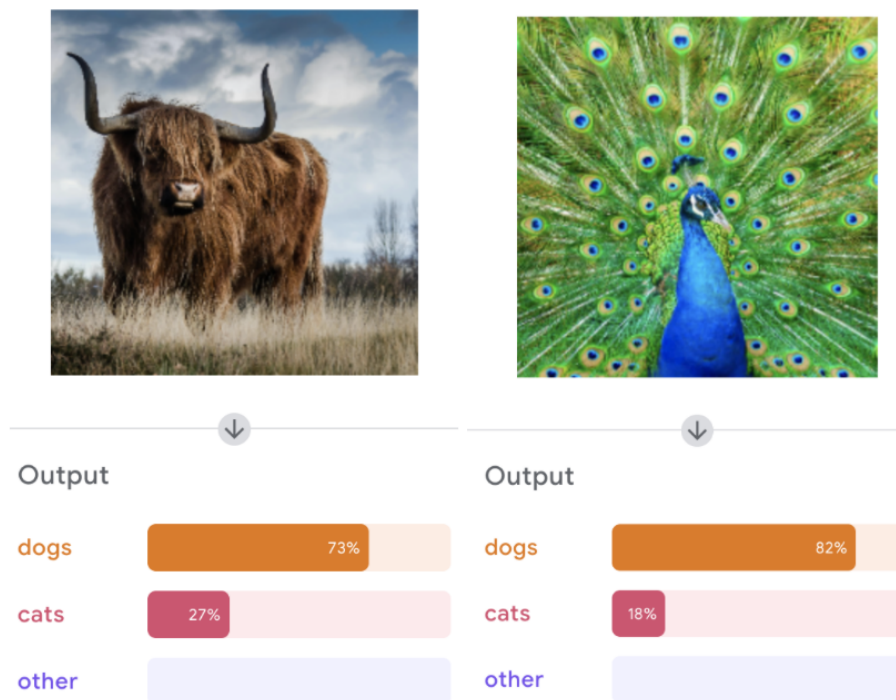 Output
dogs 73%
cats 27%
other
Output
dogs 82%
cats 18%
other